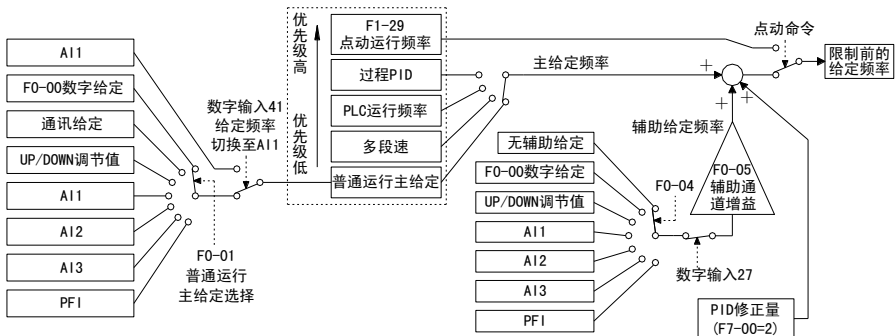 AI1
F0-00数字给定
通讯给定
UP/DOWN调节值
AI1
AI2
AI3
PFI
F0-01
普通运行
主给定选择
数字输入41
给定频率
切换至AI1
优先级高
优先级低
F1-29
点动运行频率
过程PID
PLC运行频率
多段速
普通运行主给定
主给定频率
+
+
+
点动命令
限制前的
给定频率
辅助给定频率
无辅助给定
F0-00数字给定
UP/DOWN调节值
AI1
AI2
AI3
PFI
F0-04
数字输入27
F0-05
辅助通
道增益
PID修正量
(F7-00=2)